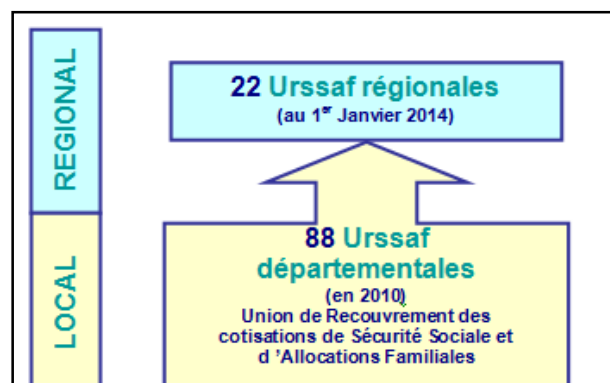 REGIONAL
22 Urssaf régionales
(au 1er Janvier 2014)
LOCAL
88 Urssaf
départementales
(en 2010)
Union de Recouvrement des
cotisations de Sécurité Sociale et
d 'Allocations Familiales